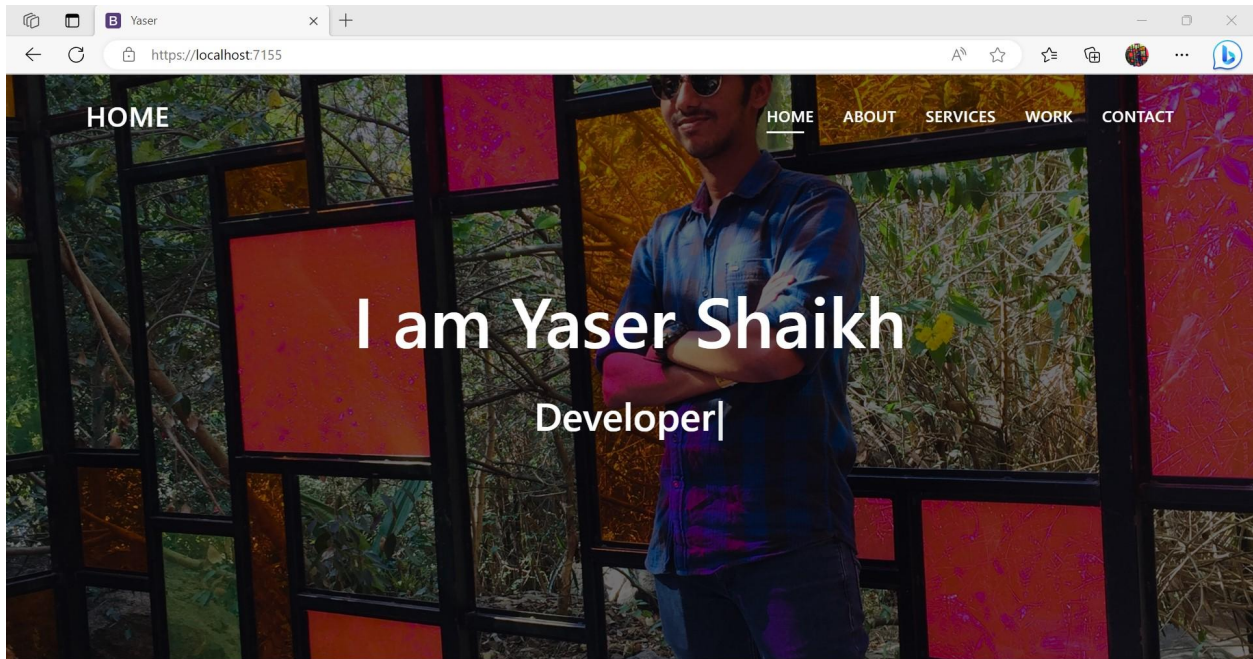 Yaser
https://localhost:7155
HOME
HOME ABOUT SERVICES WORK CONTACT
I am Yaser Shaikh
Developer